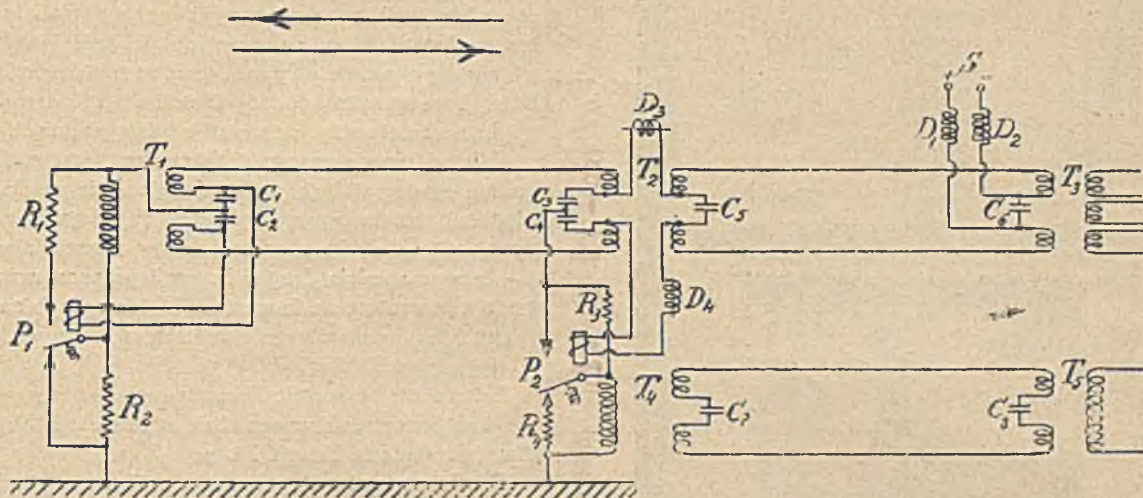 D₃
S
+ −
D₁ D₂
T₁
T₂
T₃
C₁
C₂
C₃
C₄
C₅
C₆
R₁
R₃
D₄
P₁
P₂
T₄
T₅
R₂
R₄
C₇